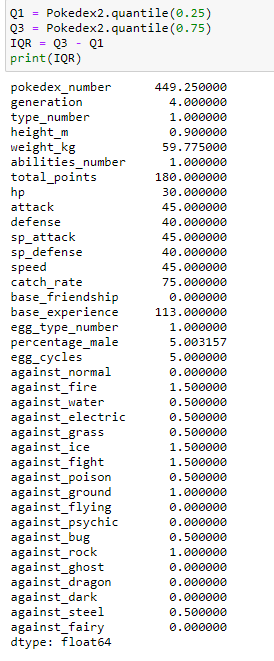 Q1 = Pokedex2.quantile(0.25)
Q3 = Pokedex2.quantile(0.75)
IQR = Q3 - Q1
print(IQR)
pokedex_number 449.250000
generation 4.000000
type_number 1.000000
height_m 0.900000
weight_kg 59.775000
abilities_number 1.000000
total_points 180.000000
hp 30.000000
attack 45.000000
defense 40.000000
sp_attack 45.000000
sp_defense 40.000000
speed 45.000000
catch_rate 75.000000
base_friendship 0.000000
base_experience 113.000000
egg_type_number 1.000000
percentage_male 5.003157
egg_cycles 5.000000
against_normal 0.000000
against_fire 1.500000
against_water 0.500000
against_electric 0.500000
against_grass 0.500000
against_ice 1.500000
against_fight 1.500000
against_poison 0.500000
against_ground 1.000000
against_flying 0.000000
against_psychic 0.000000
against_bug 0.500000
against_rock 1.000000
against_ghost 0.000000
against_dragon 0.000000
against_dark 0.000000
against_steel 0.500000
against_fairy 0.000000
dtype: float64